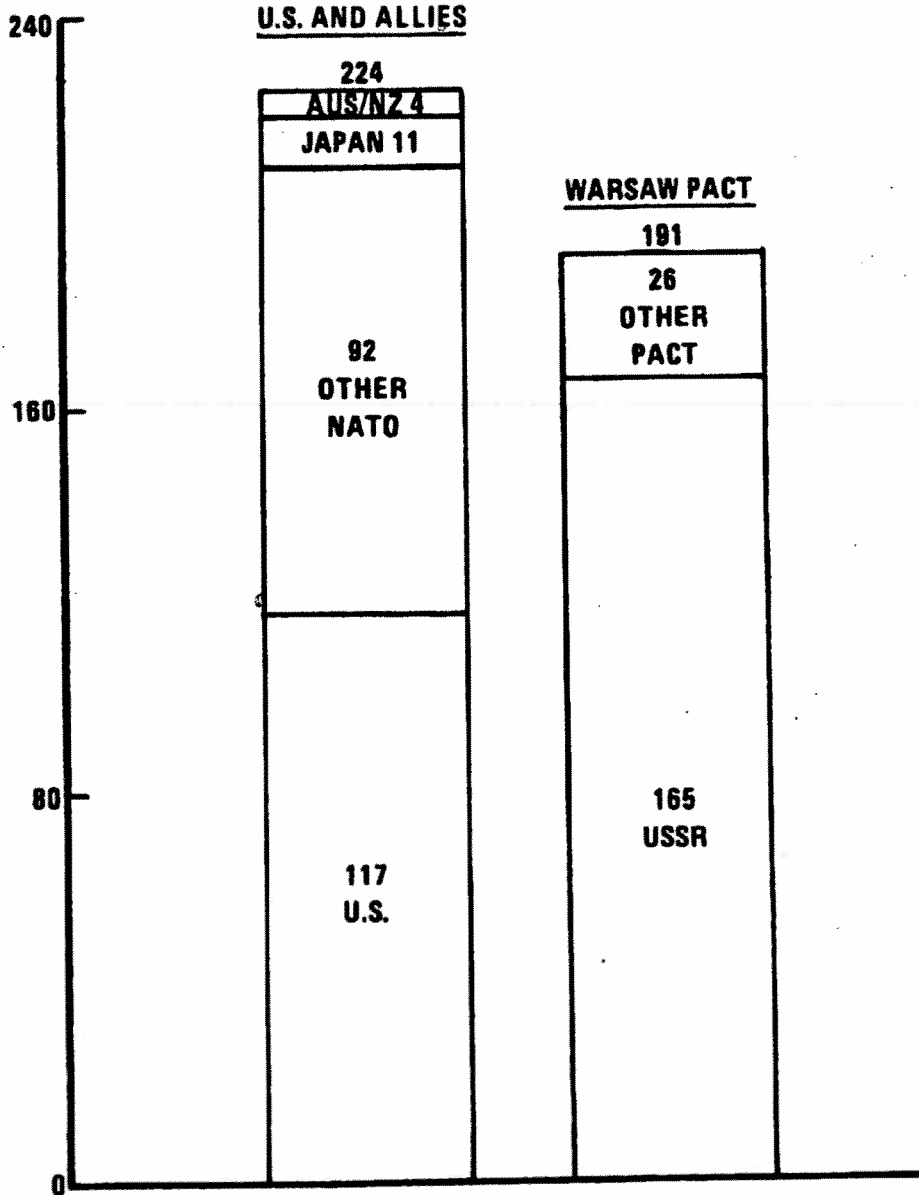 240
U.S. AND ALLIES
224
AUS/NZ 4
JAPAN 11
WARSAW PACT
191
26
OTHER
PACT
92
OTHER
NATO
160
80
165
USSR
117
U.S.
0